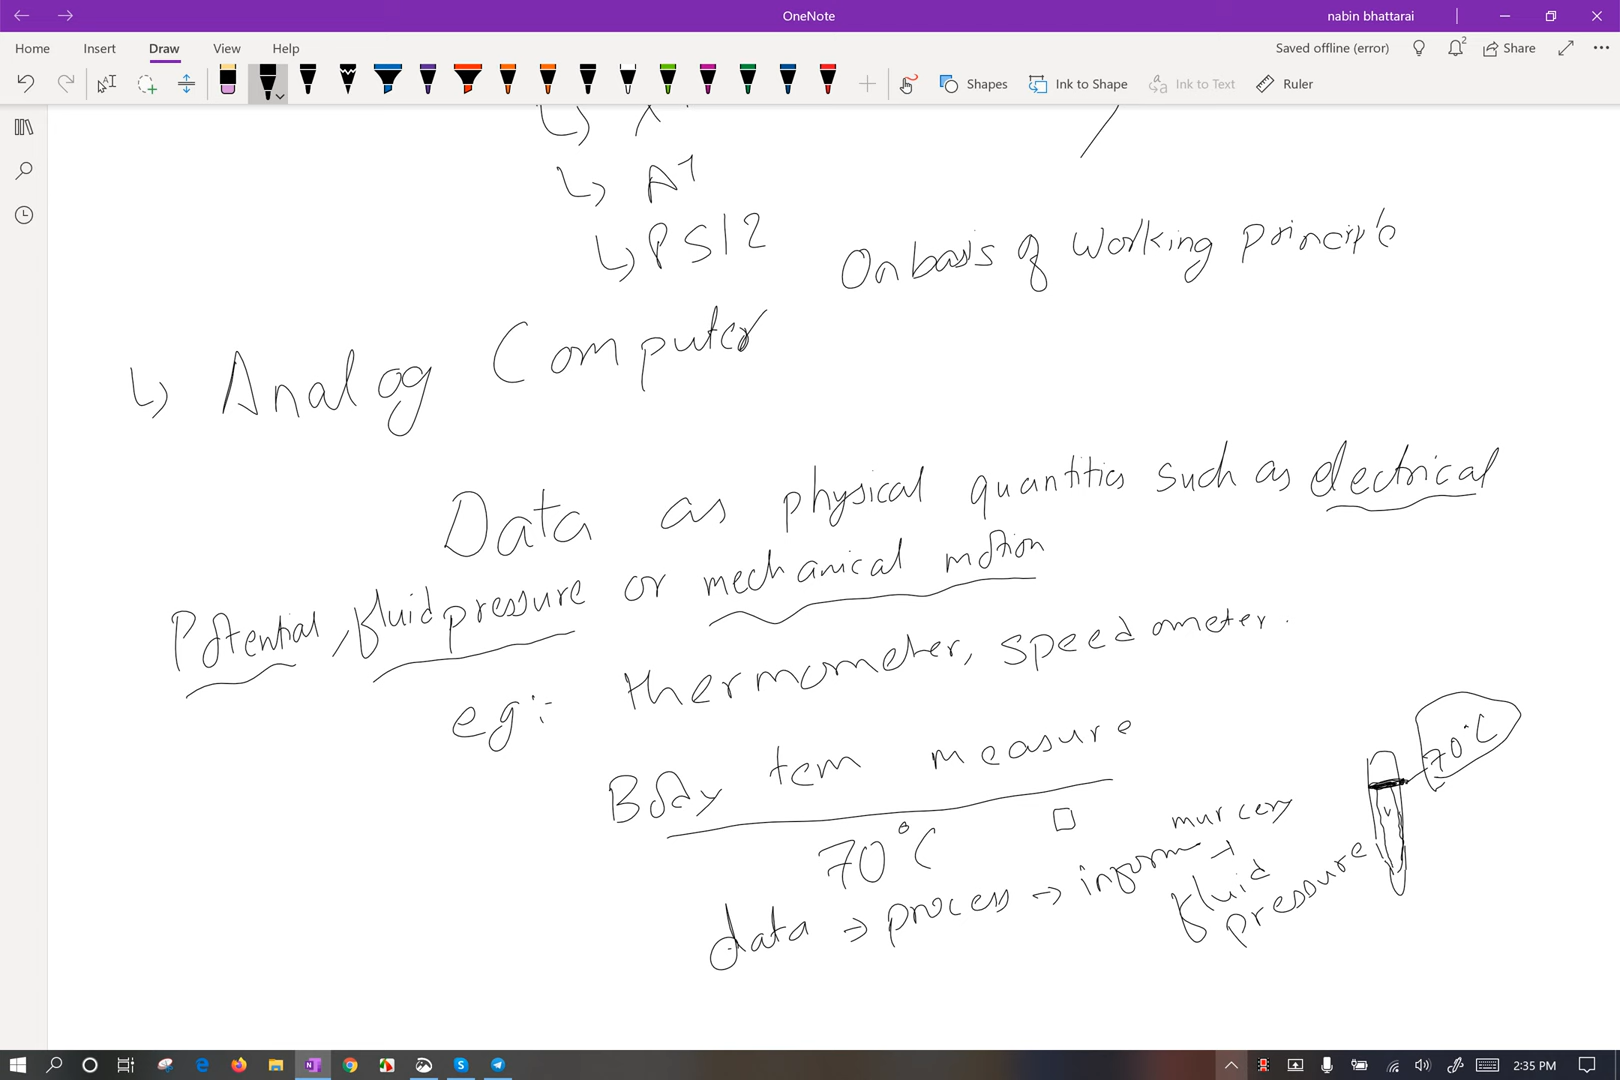 OneNote
nabin bhattarai
Home Insert Draw View Help
Saved offline (error)
2
Share
Shapes
Ink to Shape
Ink to Text
Ruler
↳ X
↳ AT
↳ PS/2
On basis of working principle
↳ Analog Computer
Data as physical quantities such as electrical
Potential, fluid pressure or mechanical motion
eg:- thermometer, speedometer.
Body tem measure
70°C
70°C
murcery
data → process → inform
fluid
pressure
N
S
2:35 PM